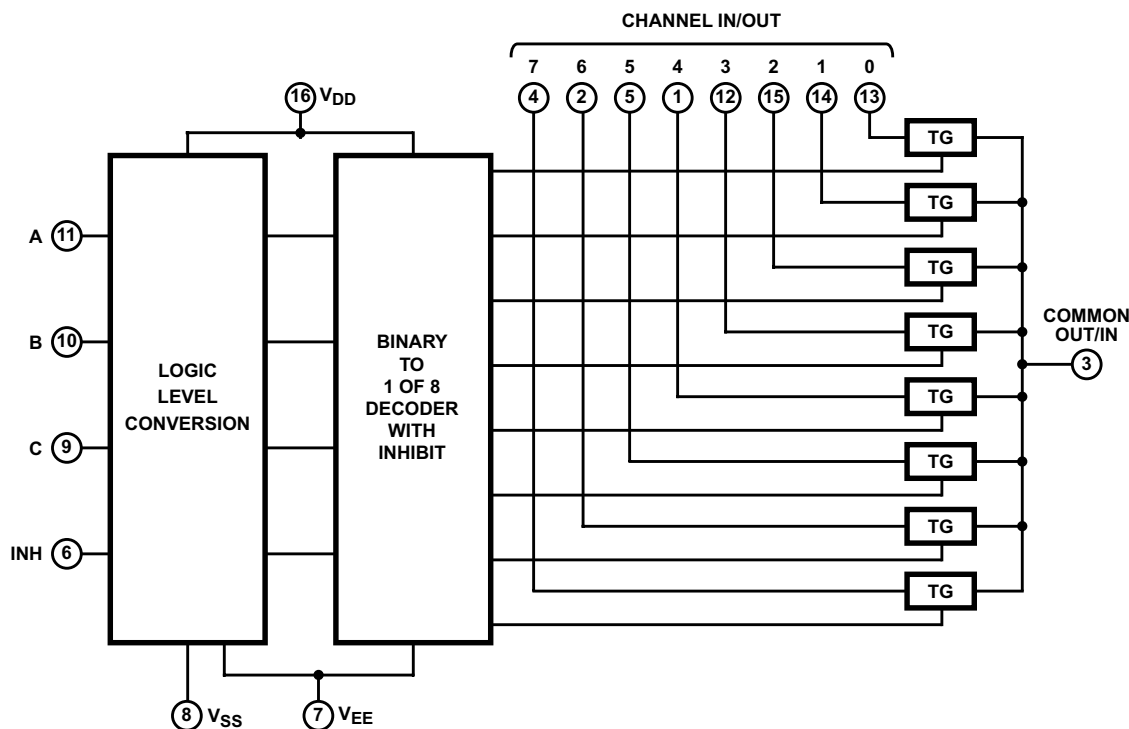 CHANNEL IN/OUT
7 6 5 4 3 2 1 0
4 2 5 1 12 15 14 13
16 VDD
TG
TG
A 11
TG
B 10
BINARY
TO
1 OF 8
DECODER
WITH
INHIBIT
TG
COMMON
OUT/IN
3
LOGIC
LEVEL
CONVERSION
TG
C 9
TG
TG
INH 6
TG
8 VSS
7 VEE